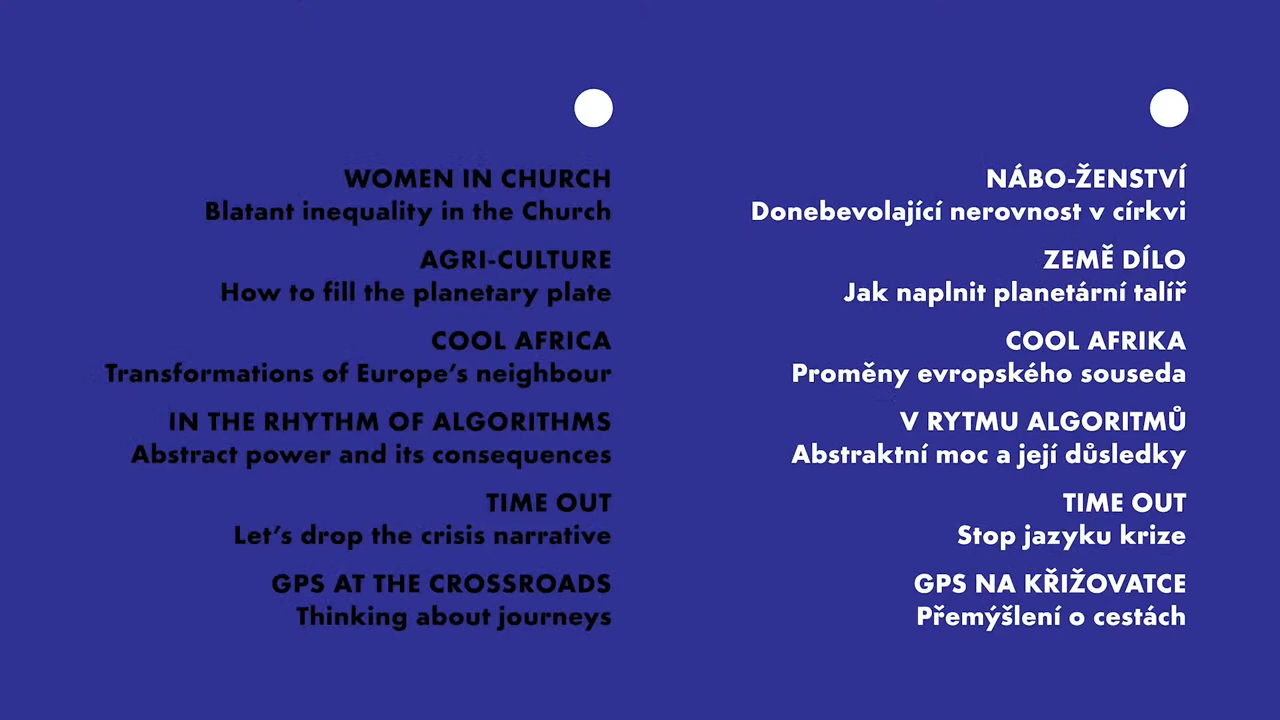 WOMEN IN CHURCH
Blatant inequality in the Church
AGRI-CULTURE
How to fill the planetary plate
COOL AFRICA
Transformations of Europe's neighbour
IN THE RHYTHM OF ALGORITHMS
Abstract power and its consequences
TIME OUT
Let's drop the crisis narrative
GPS AT THE CROSSROADS
Thinking about journeys
NÁBO-ŽENSTVÍ
Donebevolající nerovnost v církvi
ZEMĚ DÍLO
Jak naplnit planetární talíř
COOL AFRIKA
Proměny evropského souseda
V RYTMU ALGORITMŮ
Abstraktní moc a její důsledky
TIME OUT
Stop jazyku krize
GPS NA KŘIŽOVATCE
Přemýšlení o cestách